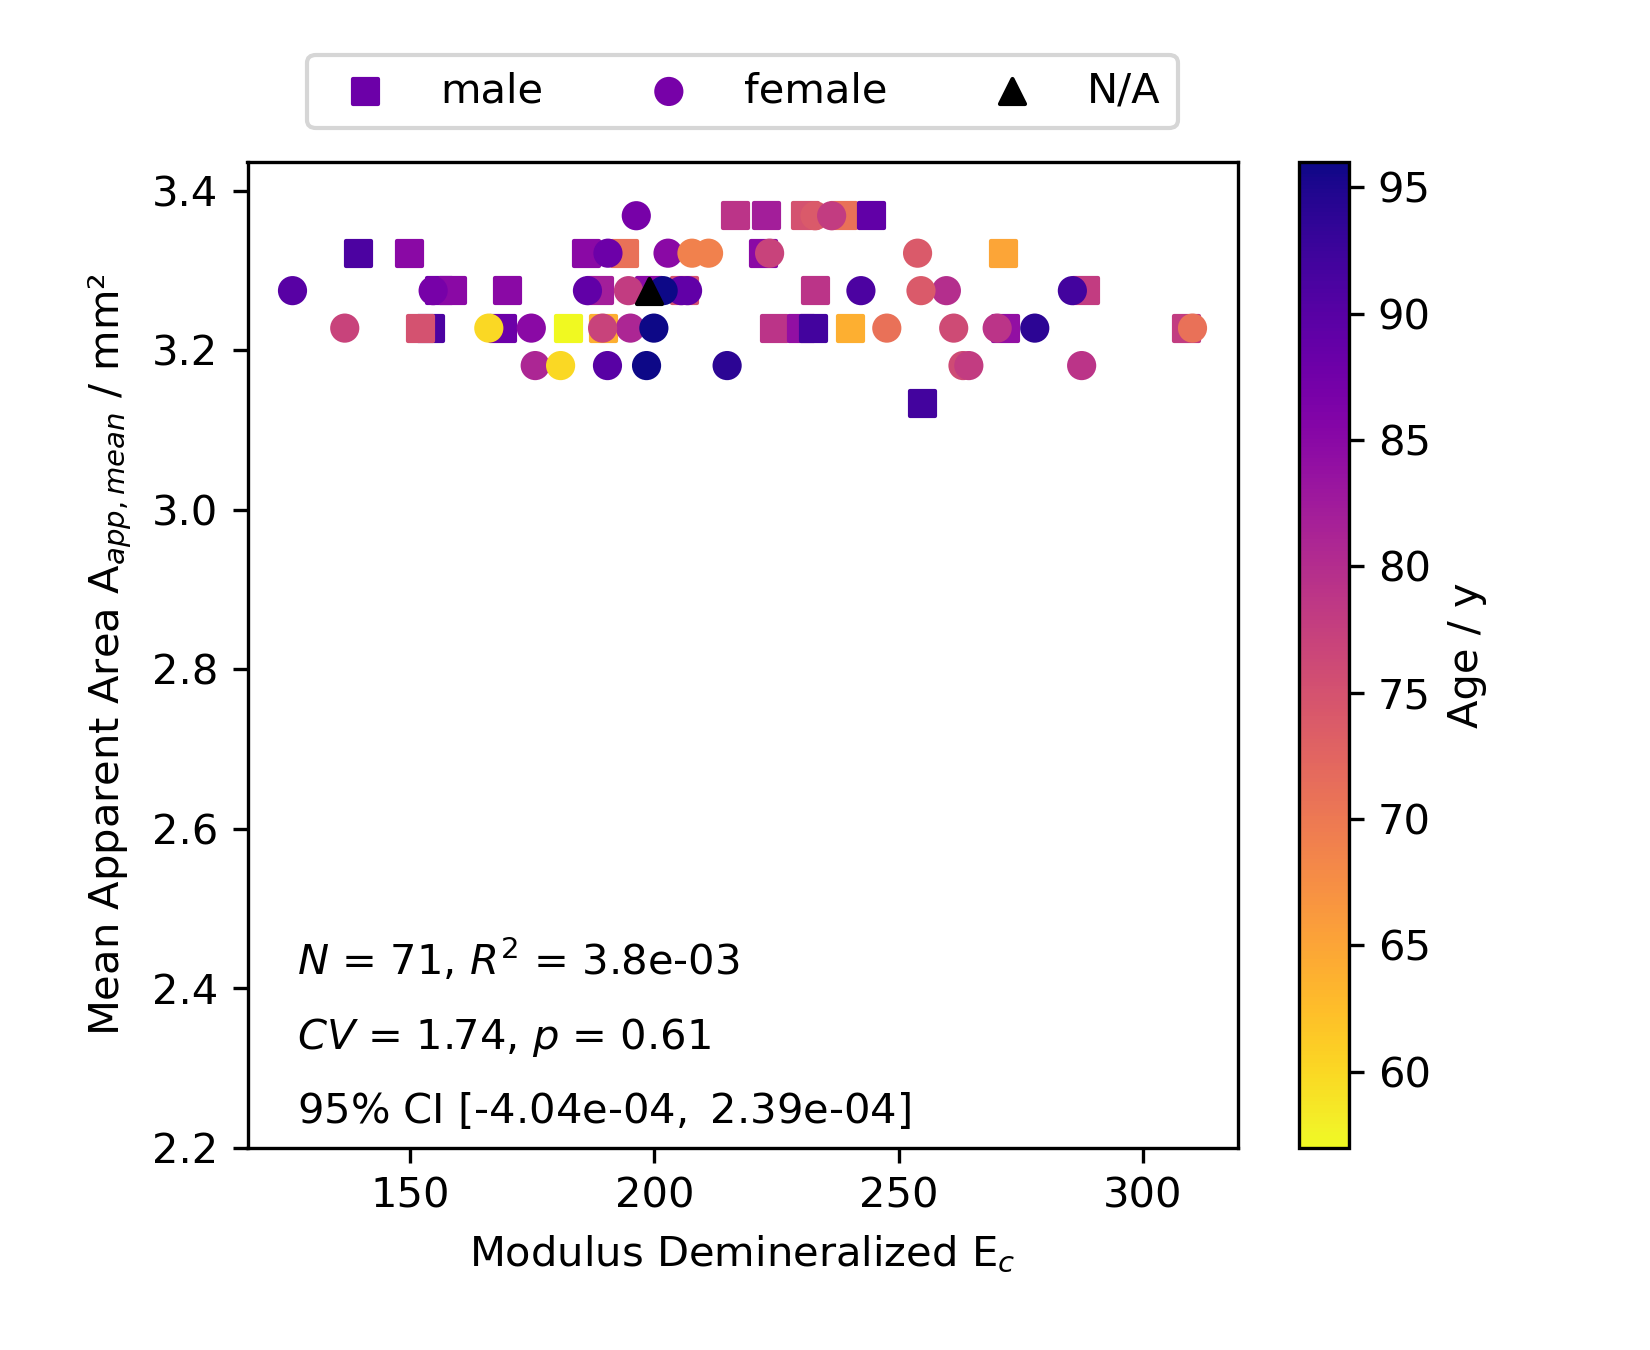 male female N/A
3.4
3.2
3.0
2.8
2.6
2.4
2.2
Mean Apparent Area A_app,mean / mm²
N = 71, R² = 3.8e-03
CV = 1.74, p = 0.61
95% CI [-4.04e-04, 2.39e-04]
150 200 250 300
Modulus Demineralized E_c
95
90
85
80
75
70
65
60
Age / y